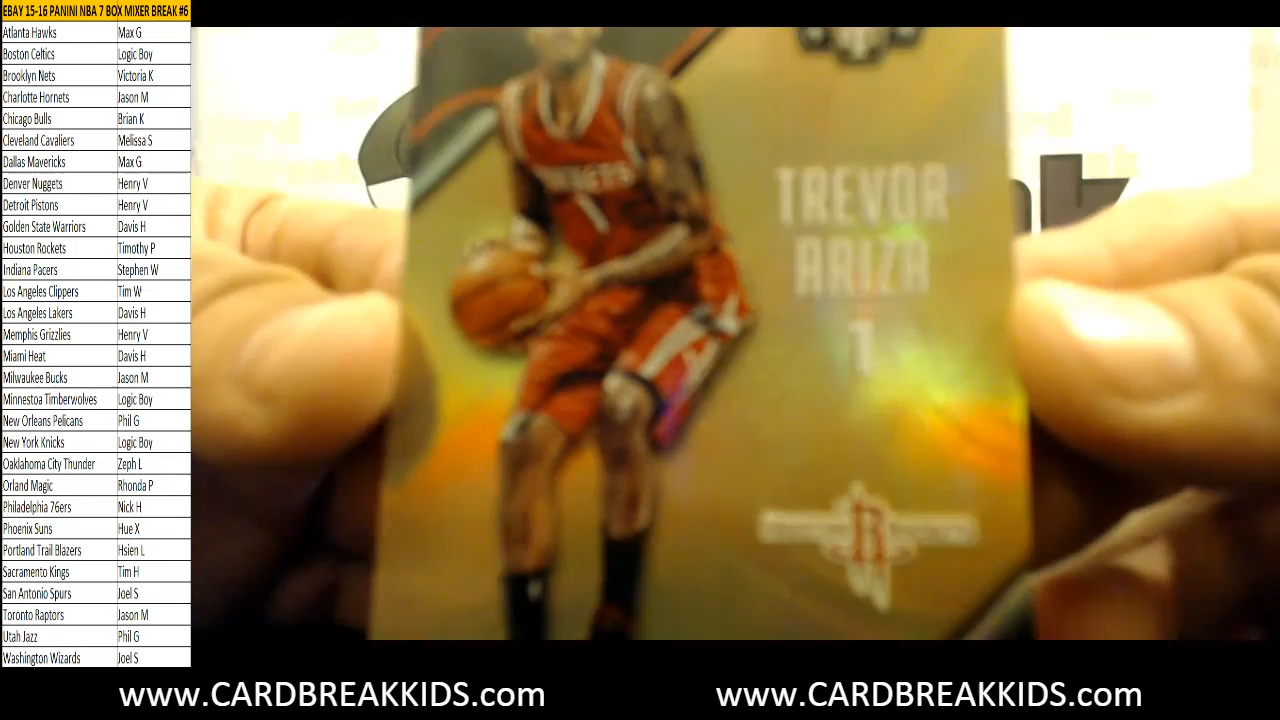 EBAY 15-16 PANINI NBA 7 BOX MIXER BREAK #6
Atlanta Hawks Max G
Boston Celtics Logic Boy
Brooklyn Nets Victoria K
Charlotte Hornets Jason M
Chicago Bulls Brian K
Cleveland Cavaliers Melissa S
Dallas Mavericks Max G
Denver Nuggets Henry V
Detroit Pistons Henry V
Golden State Warriors Davis H
Houston Rockets Timothy P
Indiana Pacers Stephen W
Los Angeles Clippers Tim W
Los Angeles Lakers Davis H
Memphis Grizzlies Henry V
Miami Heat Davis H
Milwaukee Bucks Jason M
Minnestoa Timberwolves Logic Boy
New Orleans Pelicans Phil G
New York Knicks Logic Boy
Oaklahoma City Thunder Zeph L
Orland Magic Rhonda P
Philadelphia 76ers Nick H
Phoenix Suns Hue X
Portland Trail Blazers Hsien L
Sacramento Kings Tim H
San Antonio Spurs Joel S
Toronto Raptors Jason M
Utah Jazz Phil G
Washington Wizards Joel S
TREVOR
ARIZA
1
1
R
www.CARDBREAKKIDS.com
www.CARDBREAKKIDS.com